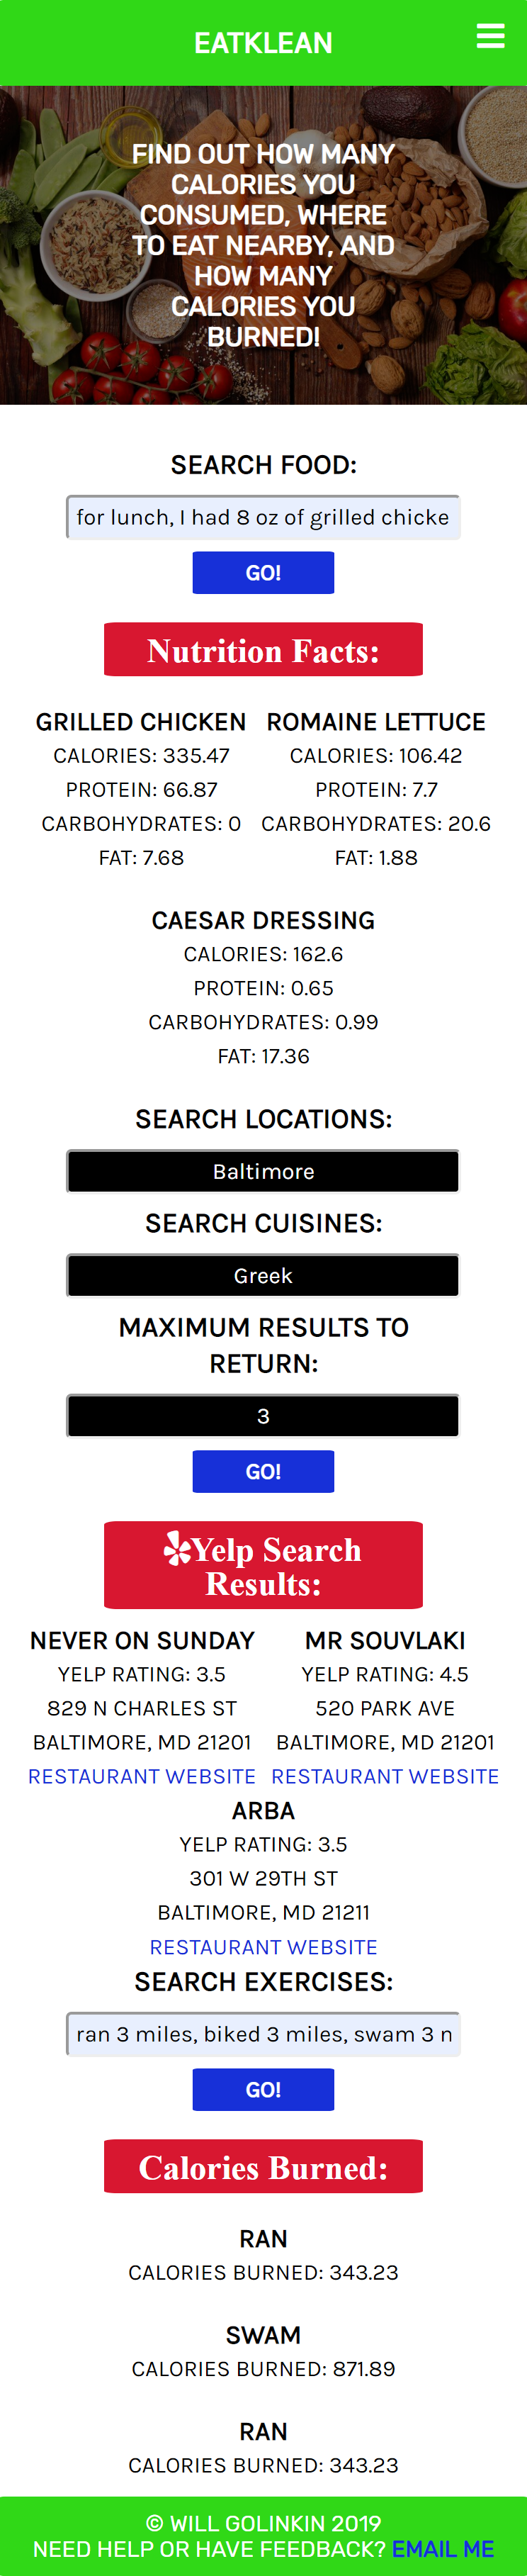 EATKLEAN
FIND OUT HOW MANY
CALORIES YOU
CONSUMED, WHERE
TO EAT NEARBY, AND
HOW MANY
CALORIES YOU
BURNED!
SEARCH FOOD:
for lunch, I had 8 oz of grilled chicke
GO!
Nutrition Facts:
GRILLED CHICKEN
CALORIES: 335.47
PROTEIN: 66.87
CARBOHYDRATES: 0
FAT: 7.68
ROMAINE LETTUCE
CALORIES: 106.42
PROTEIN: 7.7
CARBOHYDRATES: 20.6
FAT: 1.88
CAESAR DRESSING
CALORIES: 162.6
PROTEIN: 0.65
CARBOHYDRATES: 0.99
FAT: 17.36
SEARCH LOCATIONS:
Baltimore
SEARCH CUISINES:
Greek
MAXIMUM RESULTS TO
RETURN:
3
GO!
Yelp Search
Results:
NEVER ON SUNDAY
YELP RATING: 3.5
829 N CHARLES ST
BALTIMORE, MD 21201
RESTAURANT WEBSITE
MR SOUVLAKI
YELP RATING: 4.5
520 PARK AVE
BALTIMORE, MD 21201
RESTAURANT WEBSITE
ARBA
YELP RATING: 3.5
301 W 29TH ST
BALTIMORE, MD 21211
RESTAURANT WEBSITE
SEARCH EXERCISES:
ran 3 miles, biked 3 miles, swam 3 n
GO!
Calories Burned:
RAN
CALORIES BURNED: 343.23
SWAM
CALORIES BURNED: 871.89
RAN
CALORIES BURNED: 343.23
© WILL GOLINKIN 2019
NEED HELP OR HAVE FEEDBACK? EMAIL ME